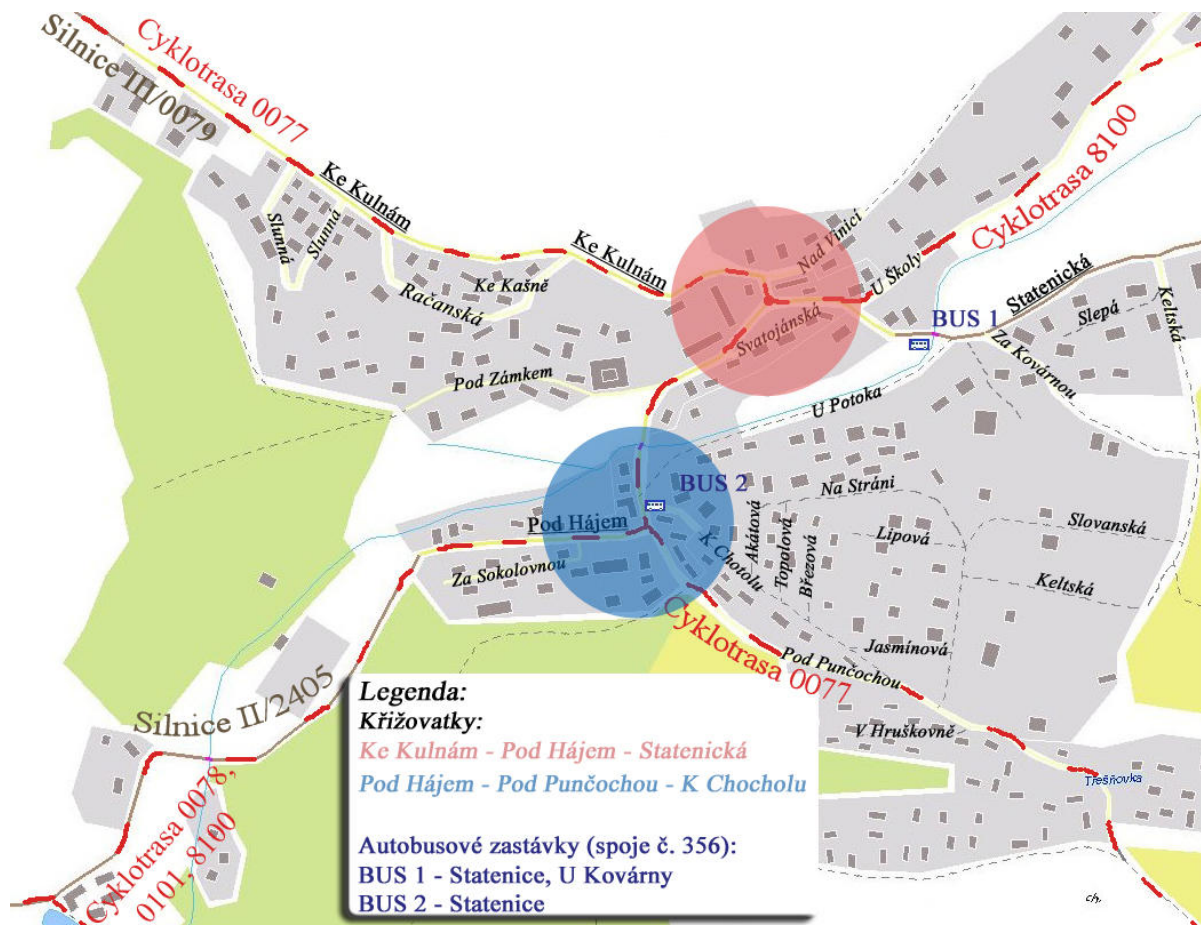 Cyklotrasa 0077
Silnice III/0079
Ke Kulnám
Slunná
Slunná
Račanská
Ke Kašně
Ke Kulnám
Nad Vinicí
U Školy
Cyklotrasa 8100
Svatojánská
BUS 1
Statenická
Slepá
Keltská
Za Kovárnou
Pod Zámkem
U Potoka
BUS 2
Na Stráni
Pod Hájem
Akátová
Topolová
Březová
Lipová
Slovanská
K Chotolu
Za Sokolovnou
Keltská
Cyklotrasa 0077
Jasmínová
Pod Punčochou
Silnice II/2405
V Hruškovně
Třešňovka
Cyklotrasa 0078,
0101, 8100
ch.
Legenda:
Křížovatky:
Ke Kulnám - Pod Hájem - Statenická
Pod Hájem - Pod Punčochou - K Chocholu
Autobusové zastávky (spoje č. 356):
BUS 1 - Statenice, U Kovárny
BUS 2 - Statenice